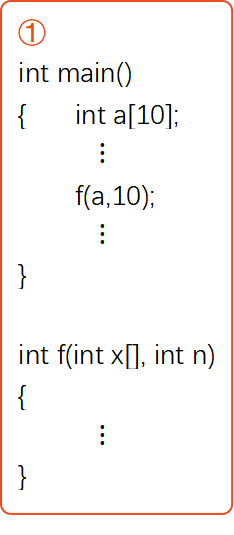 ①
int main()
{ int a[10];
⋮
f(a,10);
⋮
}
int f(int x[], int n)
{
⋮
}